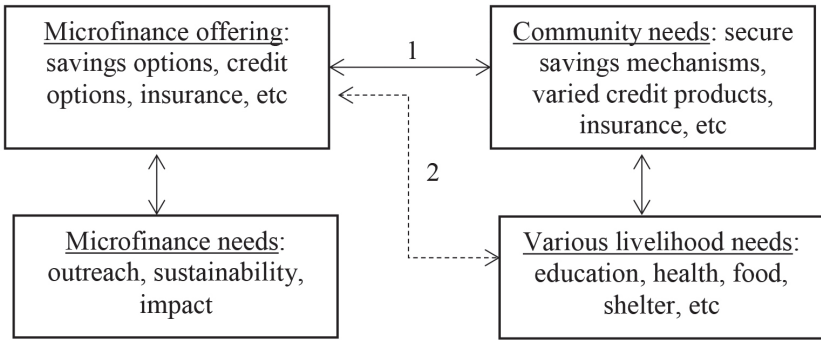 Microfinance offering:
savings options, credit
options, insurance, etc
1
Community needs: secure
savings mechanisms,
varied credit products,
insurance, etc
2
Microfinance needs:
outreach, sustainability,
impact
Various livelihood needs:
education, health, food,
shelter, etc